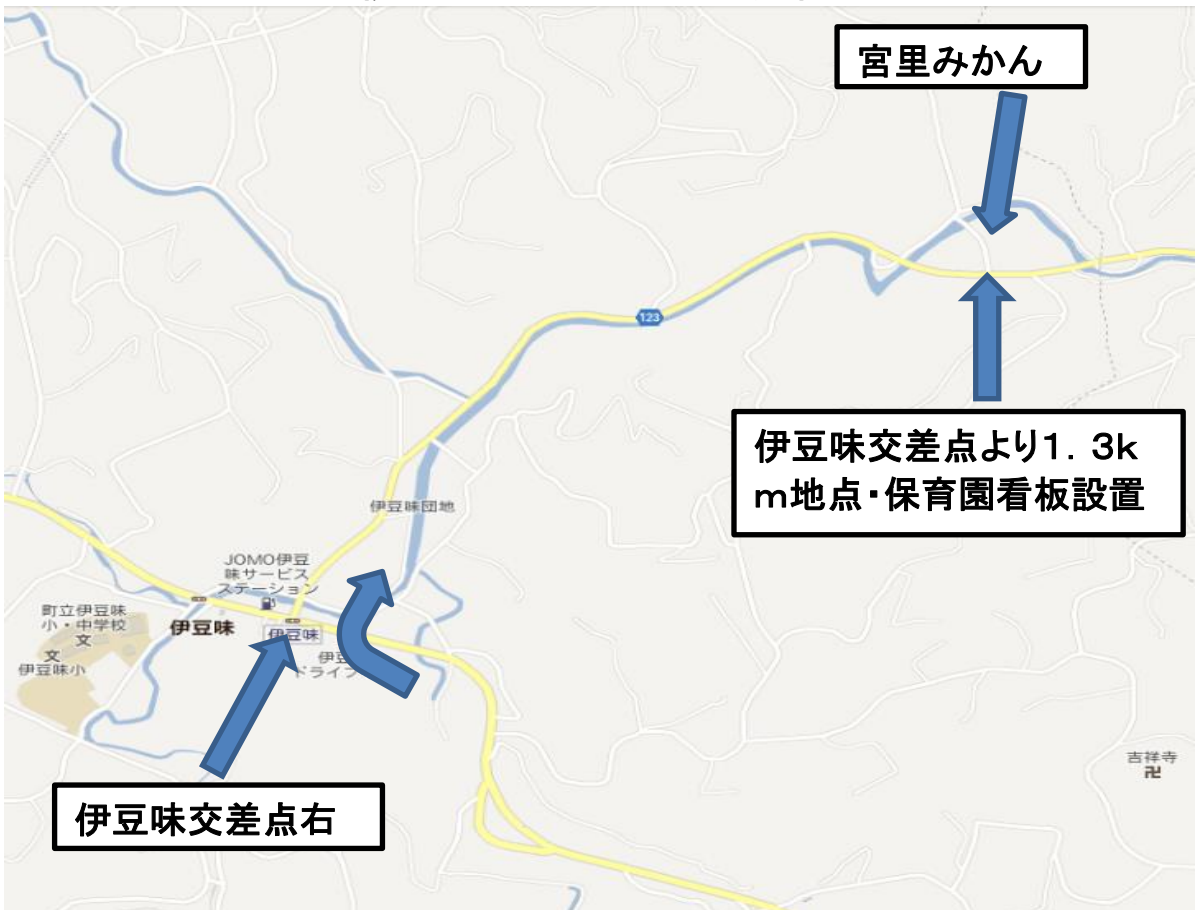 宮里みかん
123
伊豆味交差点より1．3k
m地点・保育園看板設置
伊豆味団地
JOMO伊豆
味サービス
ステーション
町立伊豆味
小・中学校
文
伊豆味
伊豆味
文
伊豆味小
伊豆
ドライブ
吉祥寺
卍
伊豆味交差点右